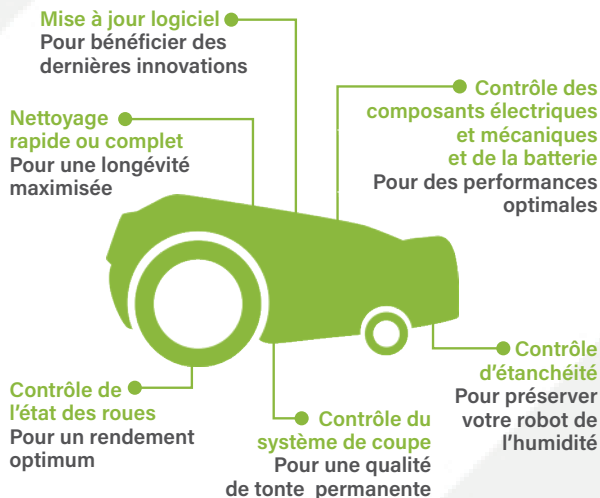 Mise à jour logiciel
Pour bénéficier des
dernières innovations
Nettoyage
rapide ou complet
Pour une longévité
maximisée
Contrôle des
composants électriques
et mécaniques
et de la batterie
Pour des performances
optimales
Contrôle de
l'état des roues
Pour un rendement
optimum
Contrôle du
système de coupe
Pour une qualité
de tonte permanente
Contrôle
d'étanchéité
Pour préserver
votre robot de
l'humidité